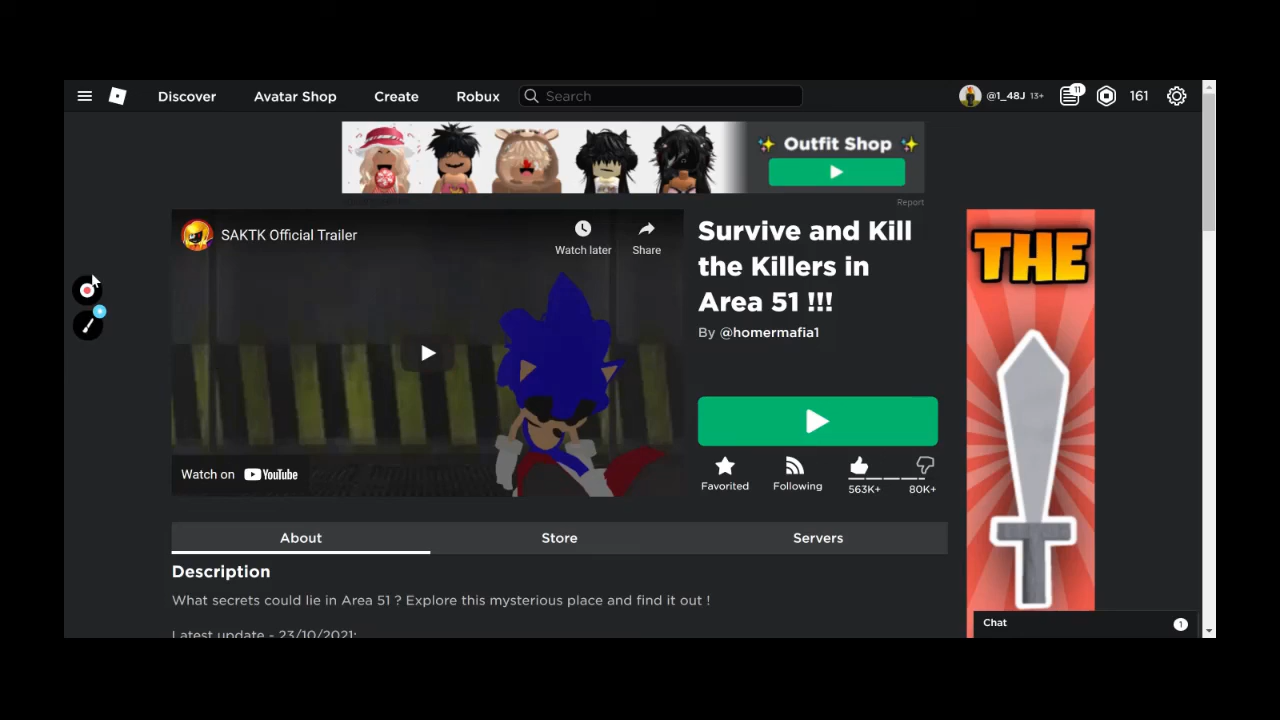 Discover Avatar Shop Create Robux Search @1_48J 13+ 11 161
Outfit Shop
Report
SAKTK Official Trailer
Watch later Share
Watch on YouTube
Survive and Kill
the Killers in
Area 51 !!!
By @homermafia1
Favorited Following 563K+ 80K+
THE
About Store Servers
Description
What secrets could lie in Area 51 ? Explore this mysterious place and find it out !
Latest update - 23/10/2021:
Chat 1